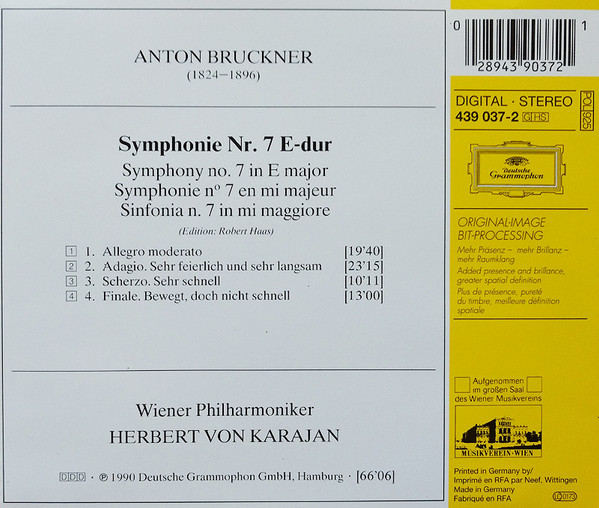 ANTON BRUCKNER
(1824–1896)
Symphonie Nr. 7 E-dur
Symphony no. 7 in E major
Symphonie nº 7 en mi majeur
Sinfonia n. 7 in mi maggiore
(Edition: Robert Haas)
1 1. Allegro moderato [19'40]
2 2. Adagio. Sehr feierlich und sehr langsam [23'15]
3 3. Scherzo. Sehr schnell [10'11]
4 4. Finale. Bewegt, doch nicht schnell [13'00]
Wiener Philharmoniker
HERBERT VON KARAJAN
DDD · ℗ 1990 Deutsche Grammophon GmbH, Hamburg · [66'06]
0 28943 90372 1
DIGITAL · STEREO
439 037-2 G HS
POL 925
Deutsche
Grammophon
ORIGINAL-IMAGE
BIT-PROCESSING
Mehr Präsenz – mehr Brillanz –
mehr Raumklang
Added presence and brilliance,
greater spatial definition
Plus de présence, pureté
du timbre, meilleure définition
spatiale
Aufgenommen
im großen Saal
des Wiener Musikvereins
MUSIKVEREIN·WIEN
Printed in Germany by/
Imprimé en RFA par Neef, Wittingen
Made in Germany
Fabriqué en RFA
LC 0173